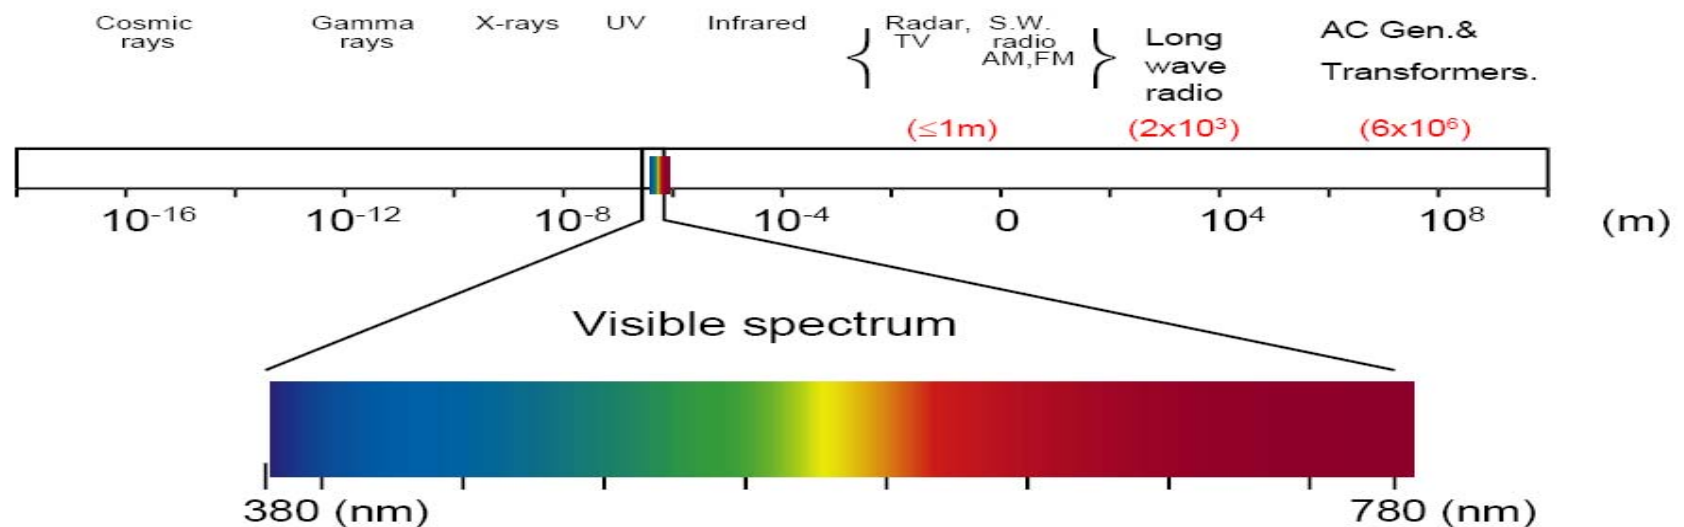 Cosmic
rays
Gamma
rays
X-rays
UV
Infrared
Radar,
TV
S.W.
radio
AM,FM
Long
wave
radio
AC Gen.&
Transformers.
(≤1m)
(2x10³)
(6x10⁶)
10⁻¹⁶ 10⁻¹² 10⁻⁸ 10⁻⁴ 0 10⁴ 10⁸ (m)
Visible spectrum
380 (nm) 780 (nm)